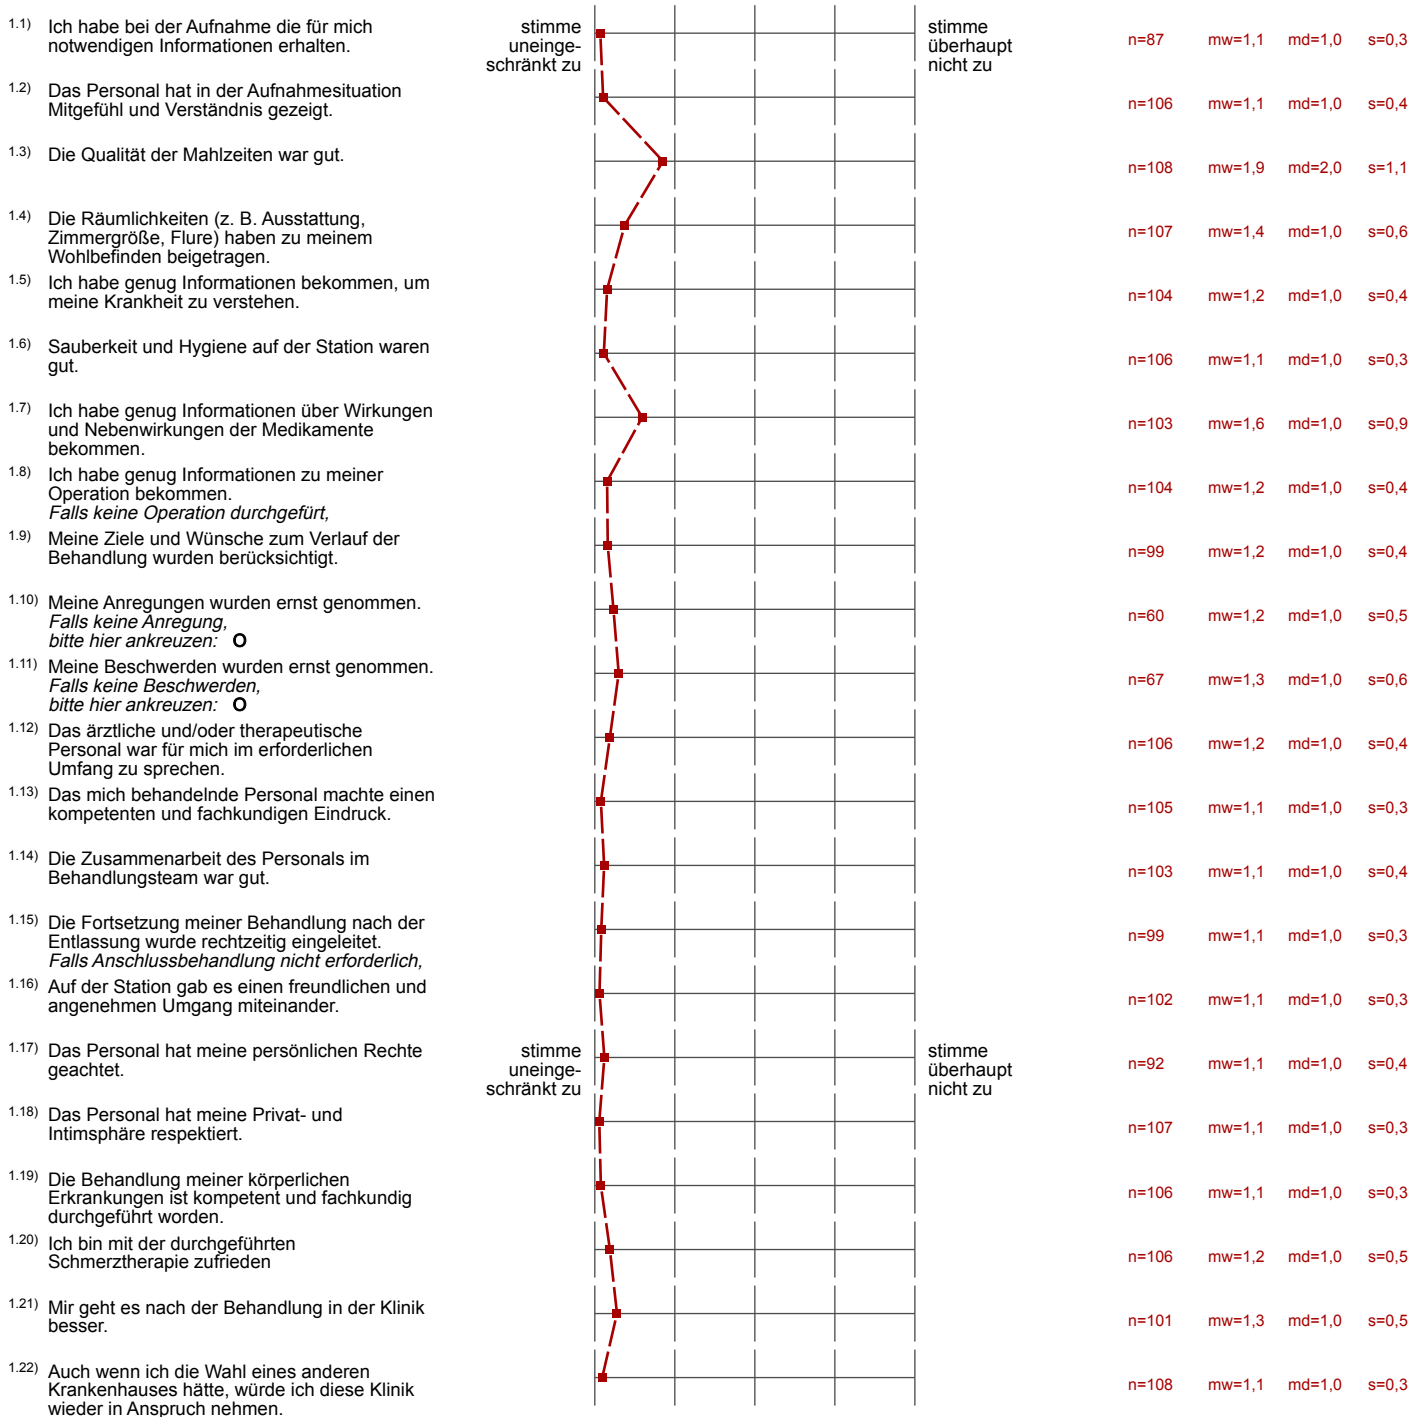 1.1) Ich habe bei der Aufnahme die für mich
notwendigen Informationen erhalten.
stimme
uneinge-
schränkt zu
stimme
überhaupt
nicht zu
n=87 mw=1,1 md=1,0 s=0,3
1.2) Das Personal hat in der Aufnahmesituation
Mitgefühl und Verständnis gezeigt.
n=106 mw=1,1 md=1,0 s=0,4
1.3) Die Qualität der Mahlzeiten war gut.
n=108 mw=1,9 md=2,0 s=1,1
1.4) Die Räumlichkeiten (z. B. Ausstattung,
Zimmergröße, Flure) haben zu meinem
Wohlbefinden beigetragen.
n=107 mw=1,4 md=1,0 s=0,6
1.5) Ich habe genug Informationen bekommen, um
meine Krankheit zu verstehen.
n=104 mw=1,2 md=1,0 s=0,4
1.6) Sauberkeit und Hygiene auf der Station waren
gut.
n=106 mw=1,1 md=1,0 s=0,3
1.7) Ich habe genug Informationen über Wirkungen
und Nebenwirkungen der Medikamente
bekommen.
n=103 mw=1,6 md=1,0 s=0,9
1.8) Ich habe genug Informationen zu meiner
Operation bekommen.
Falls keine Operation durchgefürt,
n=104 mw=1,2 md=1,0 s=0,4
1.9) Meine Ziele und Wünsche zum Verlauf der
Behandlung wurden berücksichtigt.
n=99 mw=1,2 md=1,0 s=0,4
1.10) Meine Anregungen wurden ernst genommen.
Falls keine Anregung,
bitte hier ankreuzen: O
n=60 mw=1,2 md=1,0 s=0,5
1.11) Meine Beschwerden wurden ernst genommen.
Falls keine Beschwerden,
bitte hier ankreuzen: O
n=67 mw=1,3 md=1,0 s=0,6
1.12) Das ärztliche und/oder therapeutische
Personal war für mich im erforderlichen
Umfang zu sprechen.
n=106 mw=1,2 md=1,0 s=0,4
1.13) Das mich behandelnde Personal machte einen
kompetenten und fachkundigen Eindruck.
n=105 mw=1,1 md=1,0 s=0,3
1.14) Die Zusammenarbeit des Personals im
Behandlungsteam war gut.
n=103 mw=1,1 md=1,0 s=0,4
1.15) Die Fortsetzung meiner Behandlung nach der
Entlassung wurde rechtzeitig eingeleitet.
Falls Anschlussbehandlung nicht erforderlich,
n=99 mw=1,1 md=1,0 s=0,3
1.16) Auf der Station gab es einen freundlichen und
angenehmen Umgang miteinander.
n=102 mw=1,1 md=1,0 s=0,3
1.17) Das Personal hat meine persönlichen Rechte
geachtet.
stimme
uneinge-
schränkt zu
stimme
überhaupt
nicht zu
n=92 mw=1,1 md=1,0 s=0,4
1.18) Das Personal hat meine Privat- und
Intimsphäre respektiert.
n=107 mw=1,1 md=1,0 s=0,3
1.19) Die Behandlung meiner körperlichen
Erkrankungen ist kompetent und fachkundig
durchgeführt worden.
n=106 mw=1,1 md=1,0 s=0,3
1.20) Ich bin mit der durchgeführten
Schmerztherapie zufrieden
n=106 mw=1,2 md=1,0 s=0,5
1.21) Mir geht es nach der Behandlung in der Klinik
besser.
n=101 mw=1,3 md=1,0 s=0,5
1.22) Auch wenn ich die Wahl eines anderen
Krankenhauses hätte, würde ich diese Klinik
wieder in Anspruch nehmen.
n=108 mw=1,1 md=1,0 s=0,3